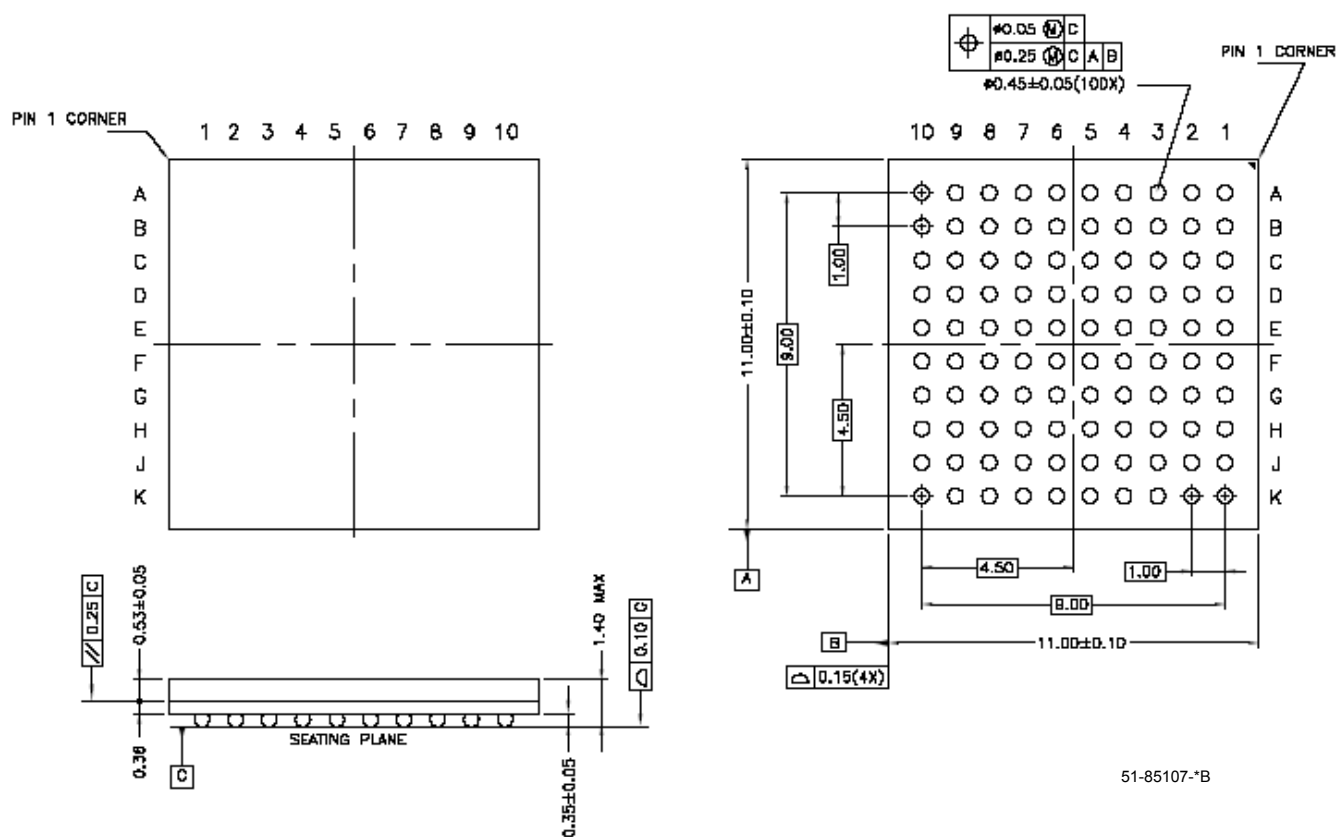 ⌀0.05 Ⓜ C
⌀0.25 Ⓜ C A B
⌀0.45±0.05(100X)
PIN 1 CORNER
PIN 1 CORNER
1 2 3 4 5 6 7 8 9 10
10 9 8 7 6 5 4 3 2 1
A
B
C
D
E
F
G
H
J
K
A
B
C
D
E
F
G
H
J
K
1.00
9.00
4.50
11.00±0.10
A
4.50
1.00
9.00
B
11.00±0.10
0.15(4X)
// 0.25 C
0.53±0.05
1.40 MAX
0.10 C
SEATING PLANE
0.36
C
0.35±0.05
51-85107-*B